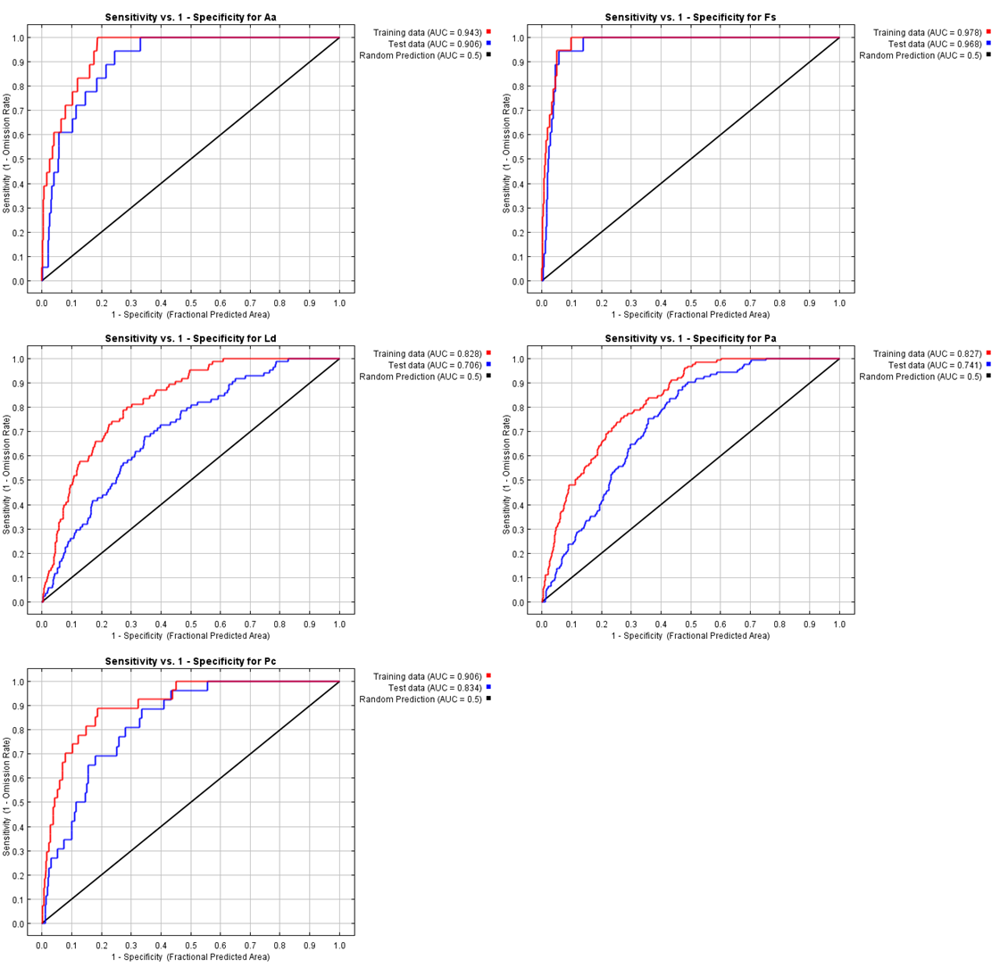 Sensitivity vs. 1 - Specificity for Aa
Training data (AUC = 0.943)
Test data (AUC = 0.906)
Random Prediction (AUC = 0.5)
Sensitivity (1 - Omission Rate)
1.0
0.9
0.8
0.7
0.6
0.5
0.4
0.3
0.2
0.1
0.0
0.0 0.1 0.2 0.3 0.4 0.5 0.6 0.7 0.8 0.9 1.0
1 - Specificity (Fractional Predicted Area)
Sensitivity vs. 1 - Specificity for Fs
Training data (AUC = 0.978)
Test data (AUC = 0.968)
Random Prediction (AUC = 0.5)
Sensitivity (1 - Omission Rate)
1.0
0.9
0.8
0.7
0.6
0.5
0.4
0.3
0.2
0.1
0.0
0.0 0.1 0.2 0.3 0.4 0.5 0.6 0.7 0.8 0.9 1.0
1 - Specificity (Fractional Predicted Area)
Sensitivity vs. 1 - Specificity for Ld
Training data (AUC = 0.828)
Test data (AUC = 0.706)
Random Prediction (AUC = 0.5)
Sensitivity (1 - Omission Rate)
1.0
0.9
0.8
0.7
0.6
0.5
0.4
0.3
0.2
0.1
0.0
0.0 0.1 0.2 0.3 0.4 0.5 0.6 0.7 0.8 0.9 1.0
1 - Specificity (Fractional Predicted Area)
Sensitivity vs. 1 - Specificity for Pa
Training data (AUC = 0.827)
Test data (AUC = 0.741)
Random Prediction (AUC = 0.5)
Sensitivity (1 - Omission Rate)
1.0
0.9
0.8
0.7
0.6
0.5
0.4
0.3
0.2
0.1
0.0
0.0 0.1 0.2 0.3 0.4 0.5 0.6 0.7 0.8 0.9 1.0
1 - Specificity (Fractional Predicted Area)
Sensitivity vs. 1 - Specificity for Pc
Training data (AUC = 0.906)
Test data (AUC = 0.834)
Random Prediction (AUC = 0.5)
Sensitivity (1 - Omission Rate)
1.0
0.9
0.8
0.7
0.6
0.5
0.4
0.3
0.2
0.1
0.0
0.0 0.1 0.2 0.3 0.4 0.5 0.6 0.7 0.8 0.9 1.0
1 - Specificity (Fractional Predicted Area)